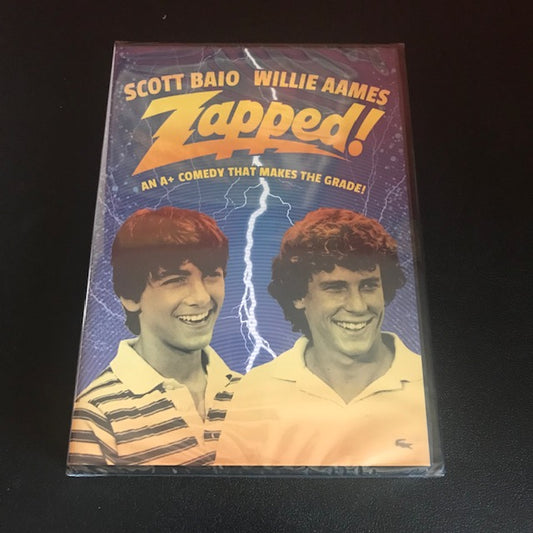 SCOTT BAIO WILLIE AAMES
Zapped!
AN A+ COMEDY THAT MAKES THE GRADE!